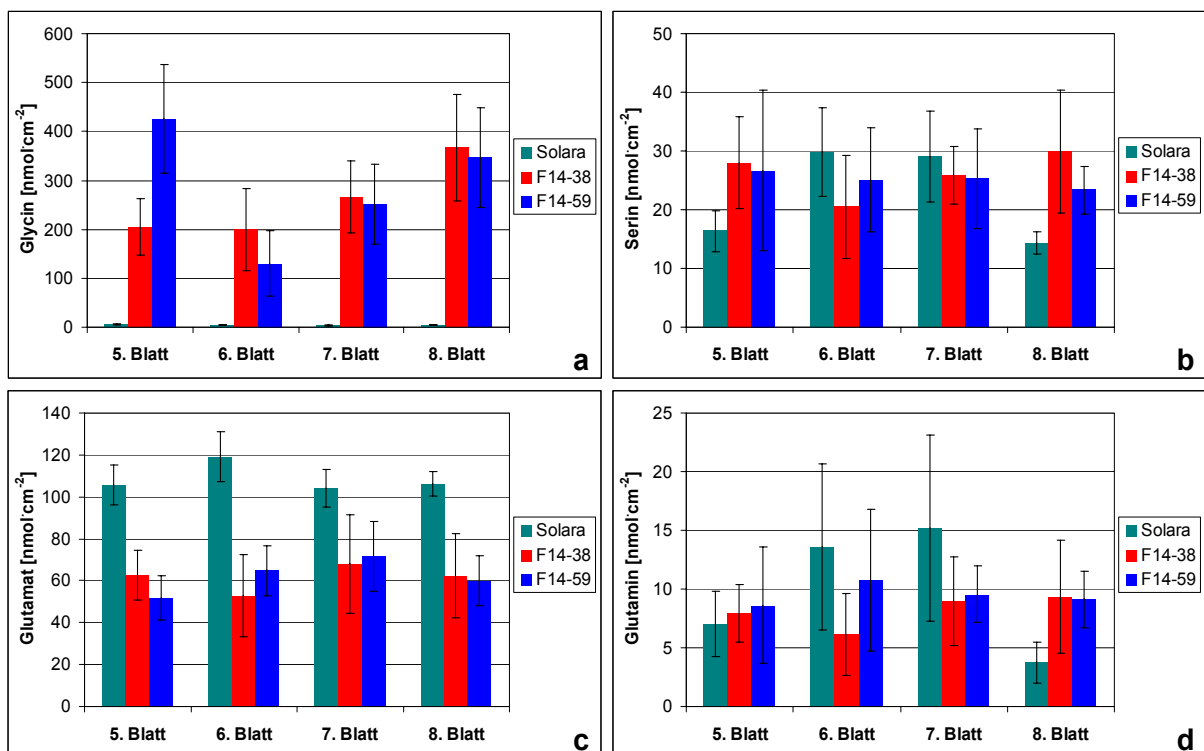 Glycin [nmol·cm⁻²]
600
500
400
300
200
100
0
5. Blatt 6. Blatt 7. Blatt 8. Blatt
Solara
F14-38
F14-59
a
Serin [nmol·cm⁻²]
50
40
30
20
10
0
5. Blatt 6. Blatt 7. Blatt 8. Blatt
Solara
F14-38
F14-59
b
Glutamat [nmol·cm⁻²]
140
120
100
80
60
40
20
0
5. Blatt 6. Blatt 7. Blatt 8. Blatt
Solara
F14-38
F14-59
c
Glutamin [nmol·cm⁻²]
25
20
15
10
5
0
5. Blatt 6. Blatt 7. Blatt 8. Blatt
Solara
F14-38
F14-59
d